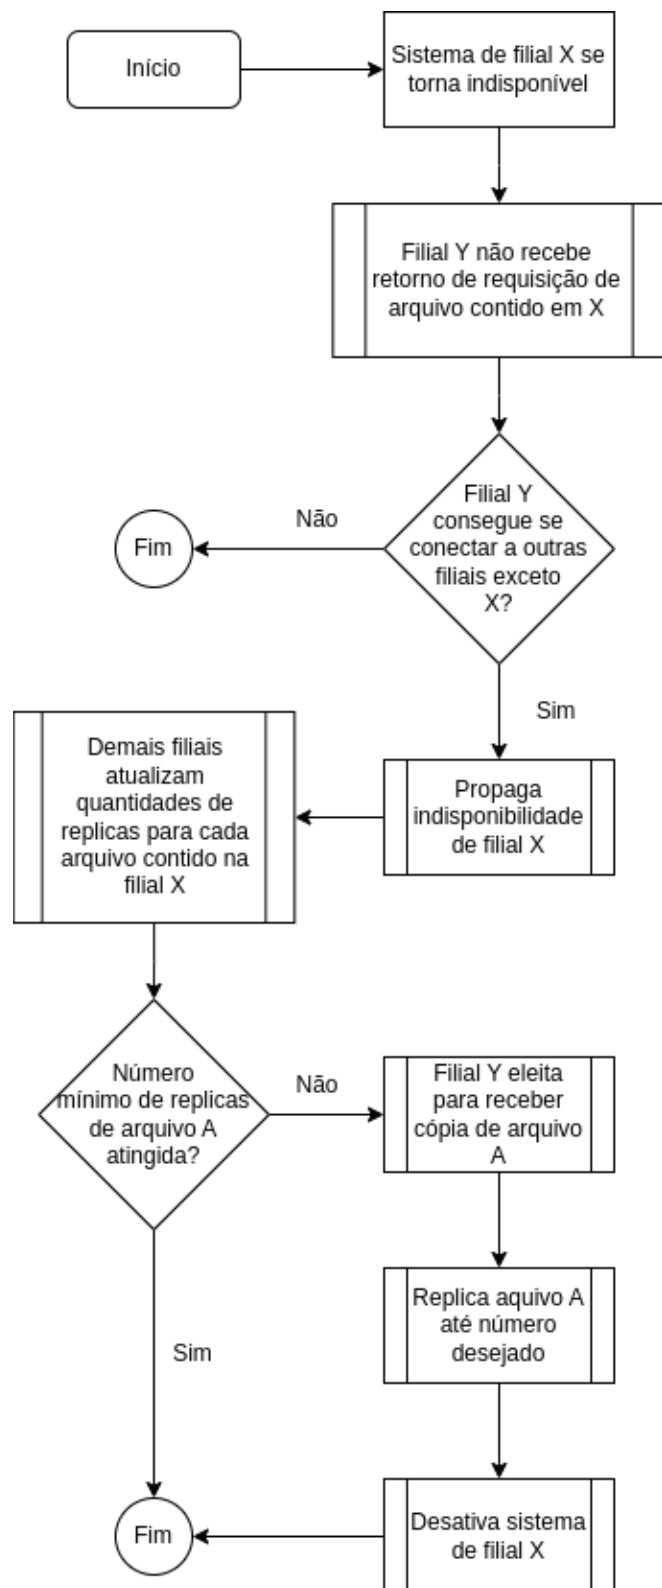 Início
Sistema de filial X se
torna indisponível
Filial Y não recebe
retorno de requisição de
arquivo contido em X
Filial Y
consegue se
conectar a outras
filiais exceto
X?
Não
Fim
Sim
Propaga
indisponibilidade
de filial X
Demais filiais
atualizam
quantidades de
replicas para cada
arquivo contido na
filial X
Número
mínimo de replicas
de arquivo A
atingida?
Não
Filial Y eleita
para receber
cópia de arquivo
A
Replica aquivo A
até número
desejado
Sim
Desativa sistema
de filial X
Fim